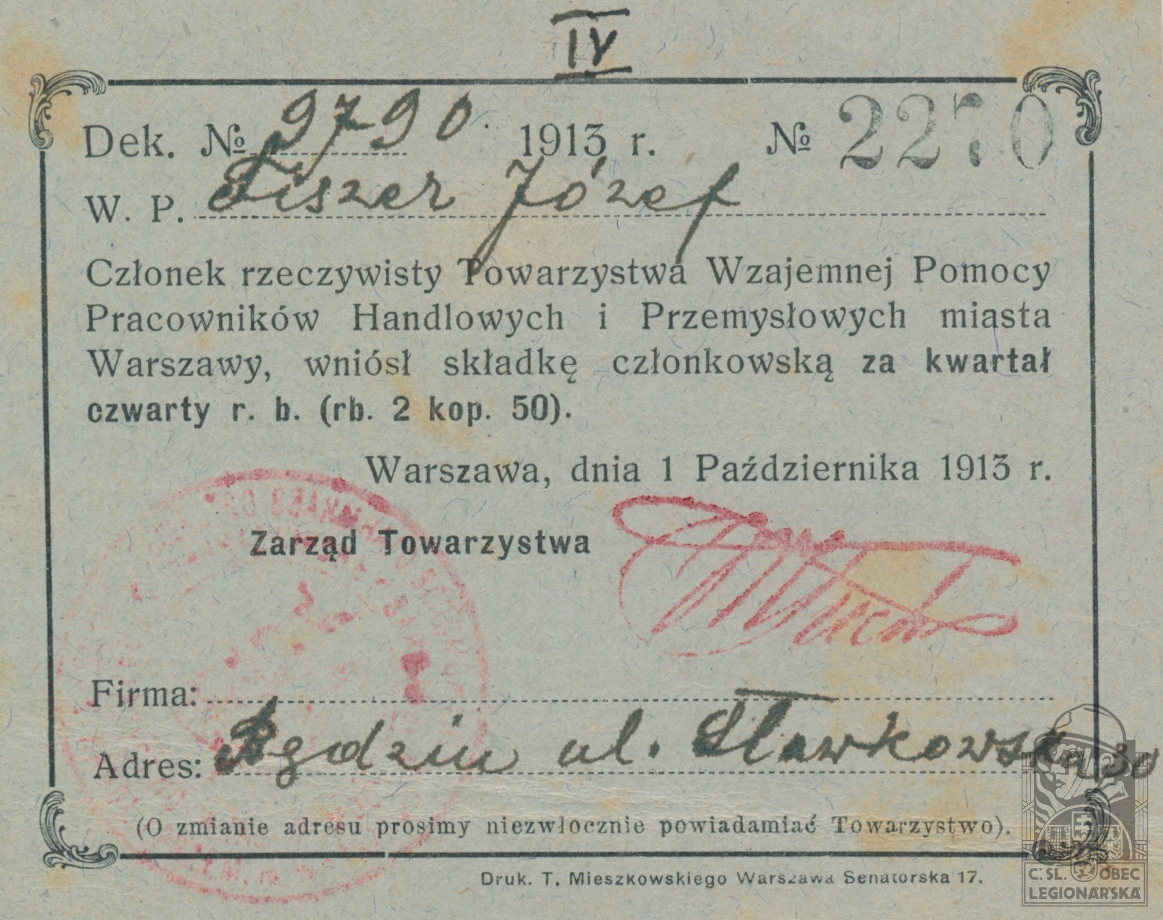 IV
Dek. № 9790 1913 r. № 2270
W. P. Fiszer Józef
Członek rzeczywisty Towarzystwa Wzajemnej Pomocy
Pracowników Handlowych i Przemysłowych miasta
Warszawy, wniósł składkę członkowską za kwartał
czwarty r. b. (rb. 2 kop. 50).
Warszawa, dnia 1 Października 1913 r.
Zarząd Towarzystwa
Firma:
Adres: ul. Sławkowska 30
(O zmianie adresu prosimy niezwłocznie powiadamiać Towarzystwo).
Druk. T. Mieszkowskiego Warszawa Senatorska 17.
Č. SL. OBEC
LEGIONÁŘSKÁ